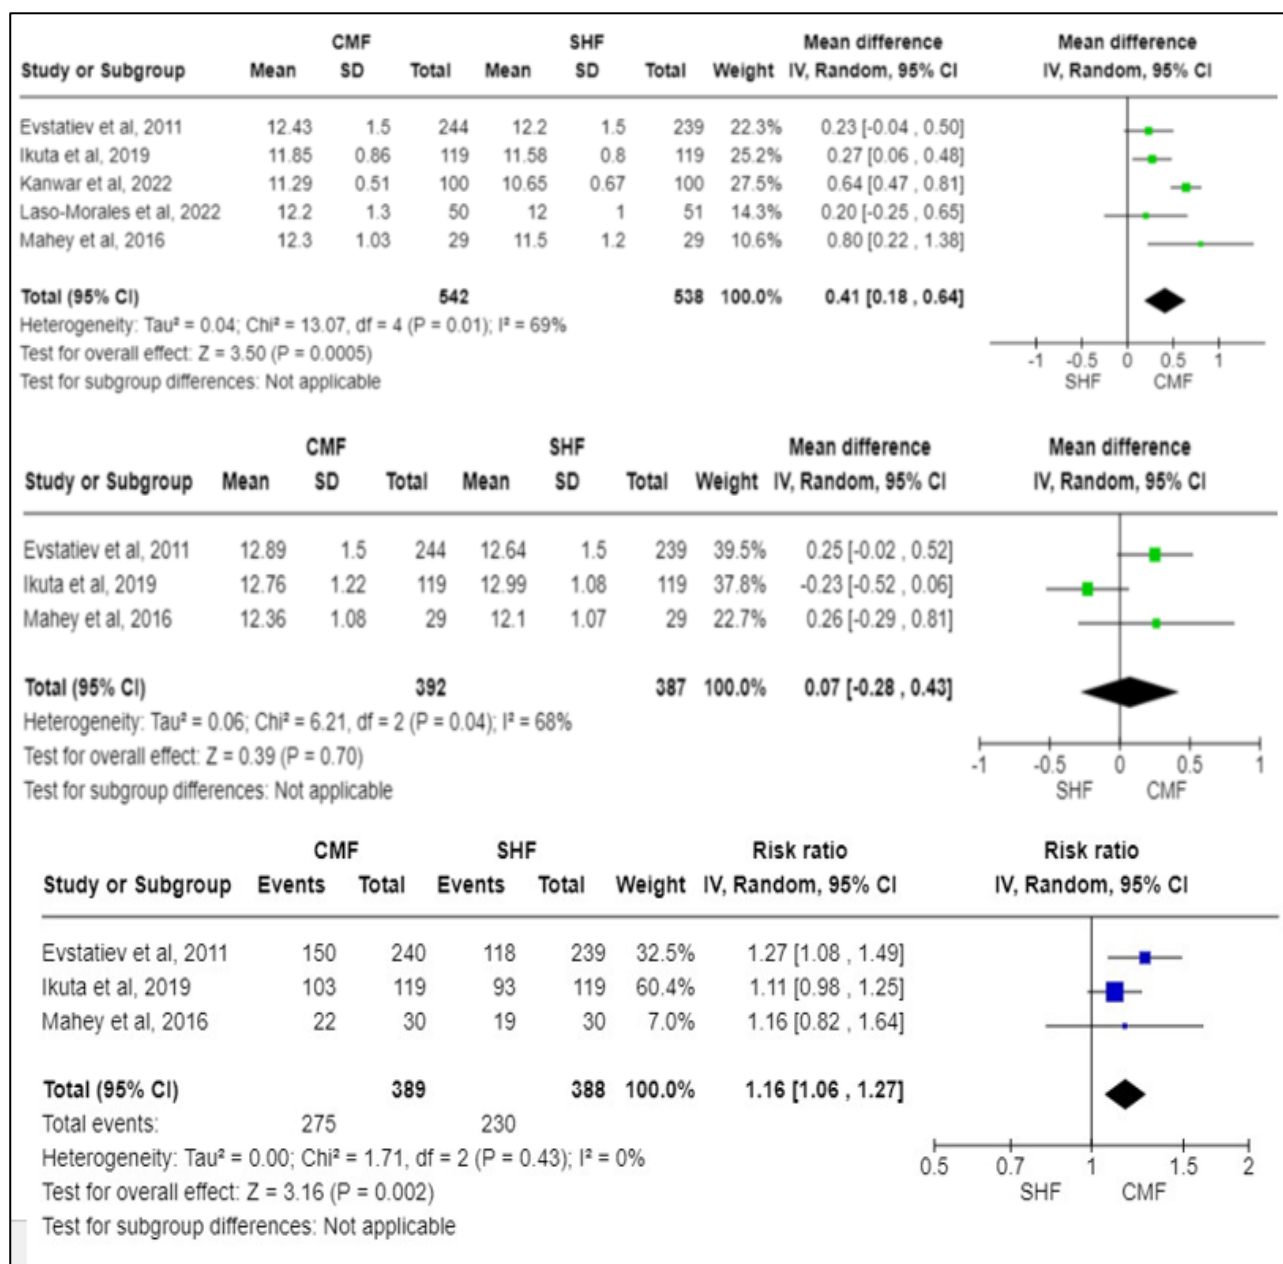 CMF SHF Mean difference Mean difference
Study or Subgroup Mean SD Total Mean SD Total Weight IV, Random, 95% CI IV, Random, 95% CI
Evstatiev et al, 2011 12.43 1.5 244 12.2 1.5 239 22.3% 0.23 [-0.04 , 0.50]
Ikuta et al, 2019 11.85 0.86 119 11.58 0.8 119 25.2% 0.27 [0.06 , 0.48]
Kanwar et al, 2022 11.29 0.51 100 10.65 0.67 100 27.5% 0.64 [0.47 , 0.81]
Laso-Morales et al, 2022 12.2 1.3 50 12 1 51 14.3% 0.20 [-0.25 , 0.65]
Mahey et al, 2016 12.3 1.03 29 11.5 1.2 29 10.6% 0.80 [0.22 , 1.38]
Total (95% CI) 542 538 100.0% 0.41 [0.18 , 0.64]
Heterogeneity: Tau² = 0.04; Chi² = 13.07, df = 4 (P = 0.01); I² = 69%
Test for overall effect: Z = 3.50 (P = 0.0005)
-1 -0.5 0 0.5 1
Test for subgroup differences: Not applicable
SHF CMF
CMF SHF Mean difference Mean difference
Study or Subgroup Mean SD Total Mean SD Total Weight IV, Random, 95% CI IV, Random, 95% CI
Evstatiev et al, 2011 12.89 1.5 244 12.64 1.5 239 39.5% 0.25 [-0.02 , 0.52]
Ikuta et al, 2019 12.76 1.22 119 12.99 1.08 119 37.8% -0.23 [-0.52 , 0.06]
Mahey et al, 2016 12.36 1.08 29 12.1 1.07 29 22.7% 0.26 [-0.29 , 0.81]
Total (95% CI) 392 387 100.0% 0.07 [-0.28 , 0.43]
Heterogeneity: Tau² = 0.06; Chi² = 6.21, df = 2 (P = 0.04); I² = 68%
Test for overall effect: Z = 0.39 (P = 0.70)
-1 -0.5 0 0.5 1
Test for subgroup differences: Not applicable
SHF CMF
CMF SHF Risk ratio Risk ratio
Study or Subgroup Events Total Events Total Weight IV, Random, 95% CI IV, Random, 95% CI
Evstatiev et al, 2011 150 240 118 239 32.5% 1.27 [1.08 , 1.49]
Ikuta et al, 2019 103 119 93 119 60.4% 1.11 [0.98 , 1.25]
Mahey et al, 2016 22 30 19 30 7.0% 1.16 [0.82 , 1.64]
Total (95% CI) 389 388 100.0% 1.16 [1.06 , 1.27]
Total events: 275 230
Heterogeneity: Tau² = 0.00; Chi² = 1.71, df = 2 (P = 0.43); I² = 0%
0.5 0.7 1 1.5 2
Test for overall effect: Z = 3.16 (P = 0.002)
SHF CMF
Test for subgroup differences: Not applicable